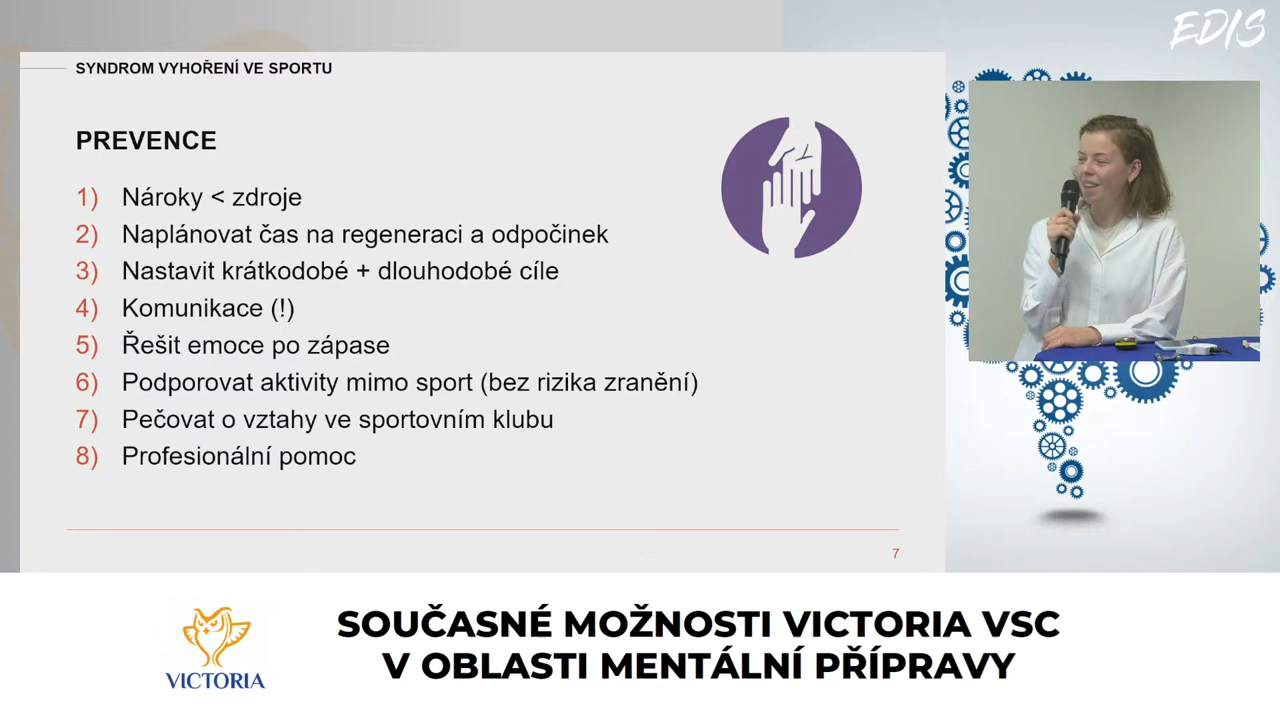 EDIS
SYNDROM VYHOŘENÍ VE SPORTU
PREVENCE
1) Nároky < zdroje
2) Naplánovat čas na regeneraci a odpočinek
3) Nastavit krátkodobé + dlouhodobé cíle
4) Komunikace (!)
5) Řešit emoce po zápase
6) Podporovat aktivity mimo sport (bez rizika zranění)
7) Pečovat o vztahy ve sportovním klubu
8) Profesionální pomoc
7
VICTORIA
SOUČASNÉ MOŽNOSTI VICTORIA VSC
V OBLASTI MENTÁLNÍ PŘÍPRAVY